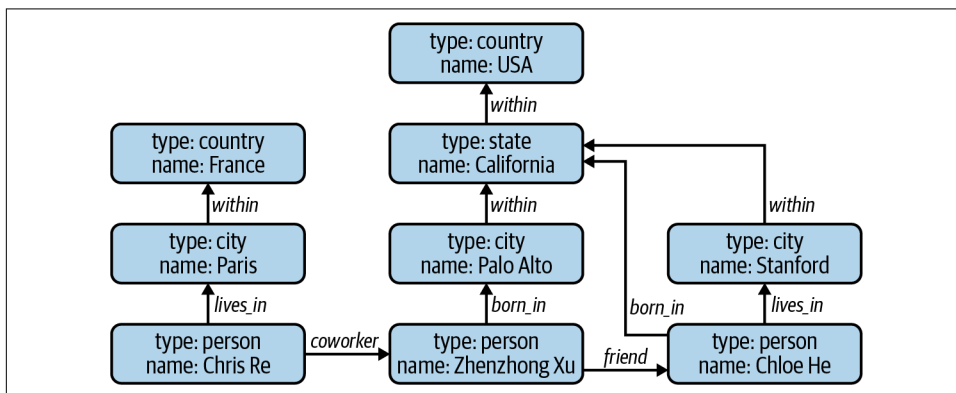 type: country
name: USA
within
type: country
name: France
type: state
name: California
within
within
within
type: city
name: Paris
type: city
name: Palo Alto
type: city
name: Stanford
lives_in
born_in
born_in
lives_in
type: person
name: Chris Re
coworker
type: person
name: Zhenzhong Xu
friend
type: person
name: Chloe He